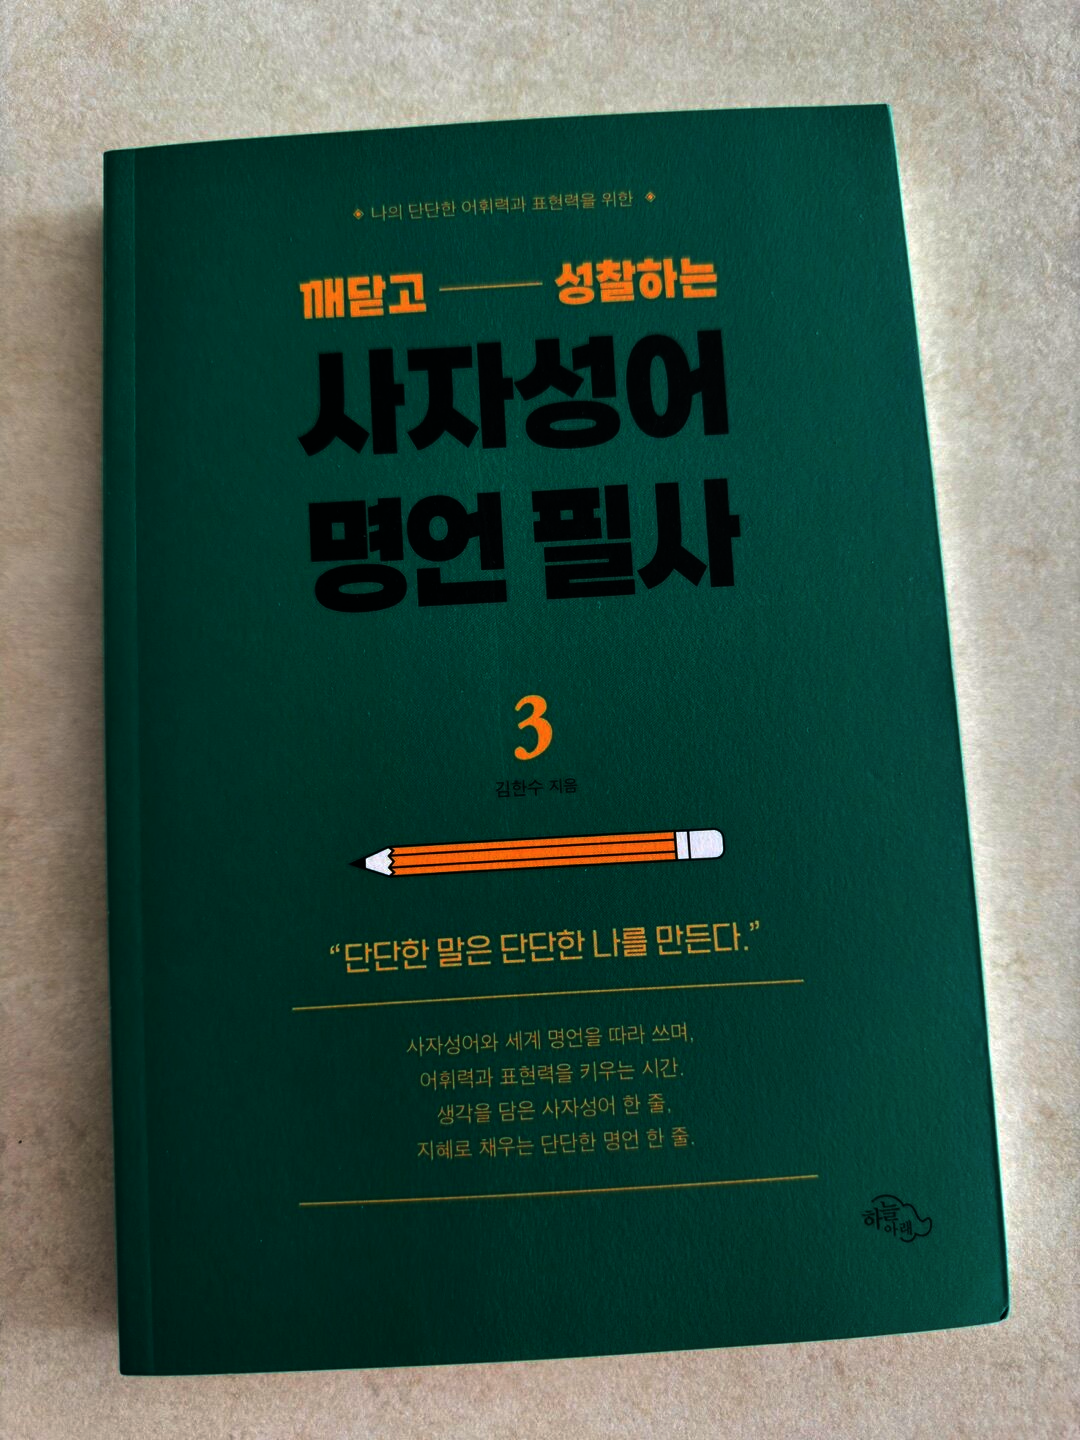 나의 단단한 어휘력과 표현력을 위한
깨닫고 성찰하는
사자성어
명언 필사
3
김한수 지음
“단단한 말은 단단한 나를 만든다.”
사자성어와 세계 명언을 따라 쓰며,
어휘력과 표현력을 키우는 시간.
생각을 담은 사자성어 한 줄,
지혜로 채우는 단단한 명언 한 줄.
하늘
아래